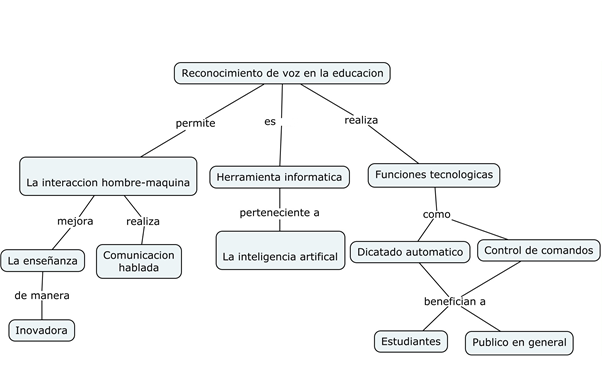 Reconocimiento de voz en la educacion
permite
es
realiza
La interaccion hombre-maquina
Herramienta informatica
Funciones tecnologicas
mejora
realiza
perteneciente a
como
La enseñanza
Comunicacion
hablada
La inteligencia artifical
Dicatado automatico
Control de comandos
de manera
benefician a
Inovadora
Estudiantes
Publico en general